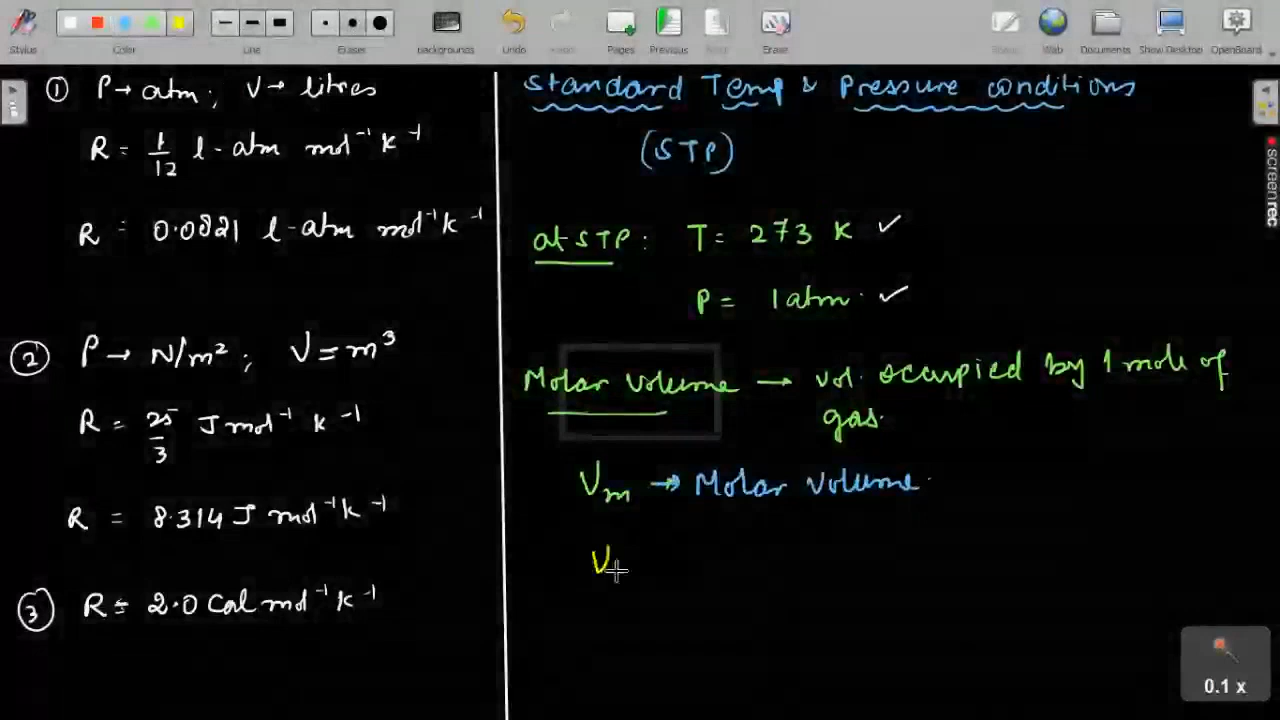 Stylus Color Line Eraser backgrounds Undo Pages Previous Erase Web Documents Show Desktop OpenBoard
① P → atm; V → litres
R = 1/12 l-atm mol⁻¹ k⁻¹
R = 0.0821 l-atm mol⁻¹ k⁻¹
② P → N/m²; V = m³
R = 25/3 J mol⁻¹ k⁻¹
R = 8.314 J mol⁻¹ k⁻¹
③ R = 2.0 Cal mol⁻¹ k⁻¹
Standard Temp & Pressure conditions
(STP)
at STP: T = 273 K ✓
P = 1 atm. ✓
Molar volume → vol. occupied by 1 mole of
gas.
Vm → Molar volume.
V
screenrec
0.1 x